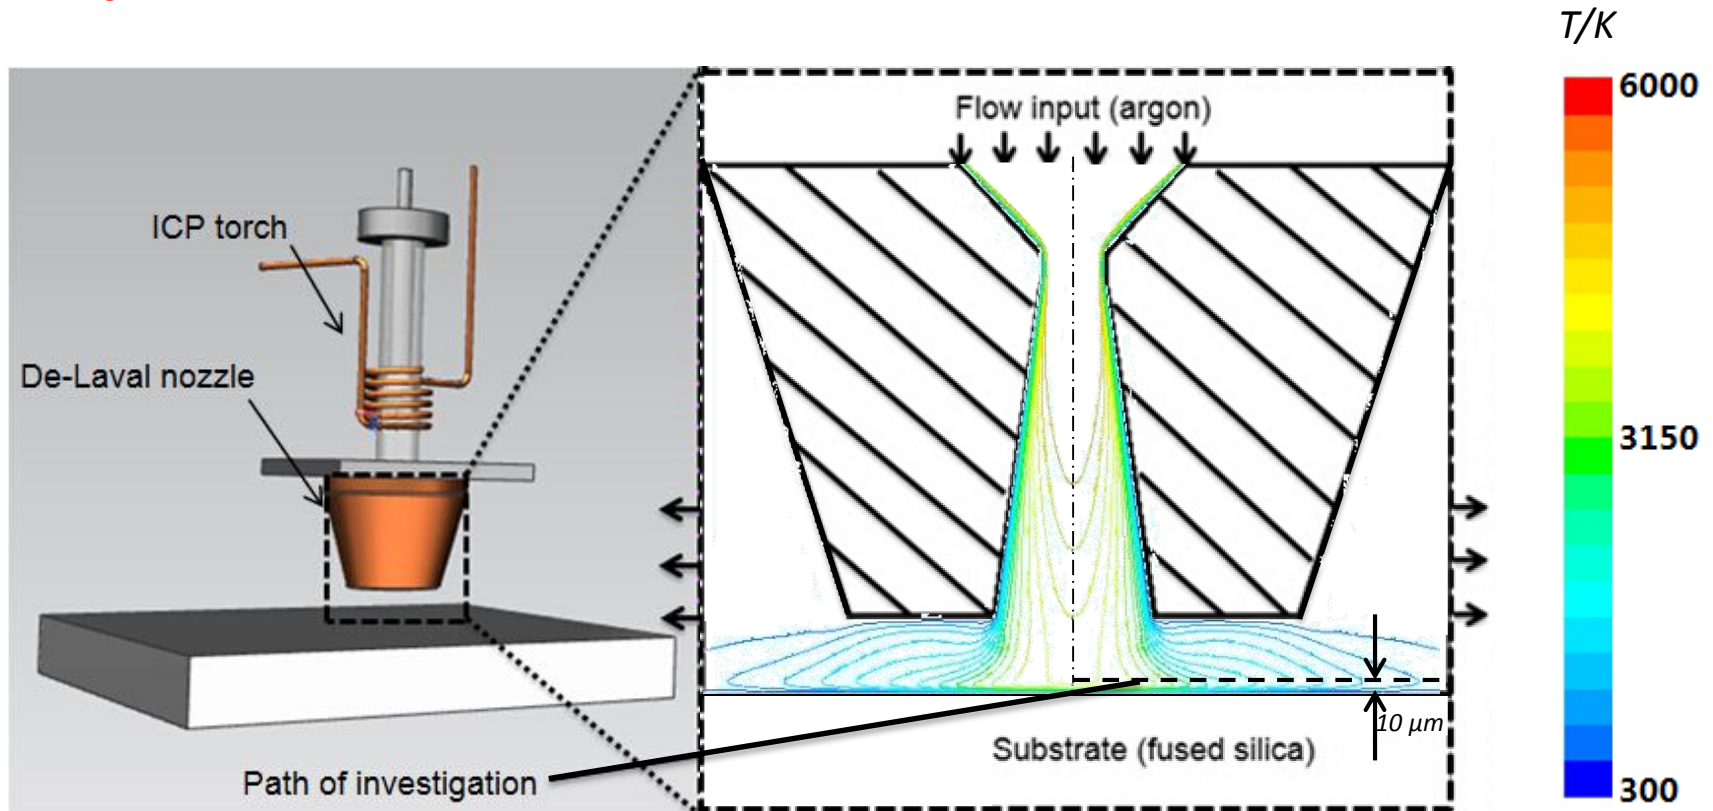 T/K
6000
Flow input (argon)
ICP torch
De-Laval nozzle
3150
10 µm
Substrate (fused silica)
Path of investigation
300